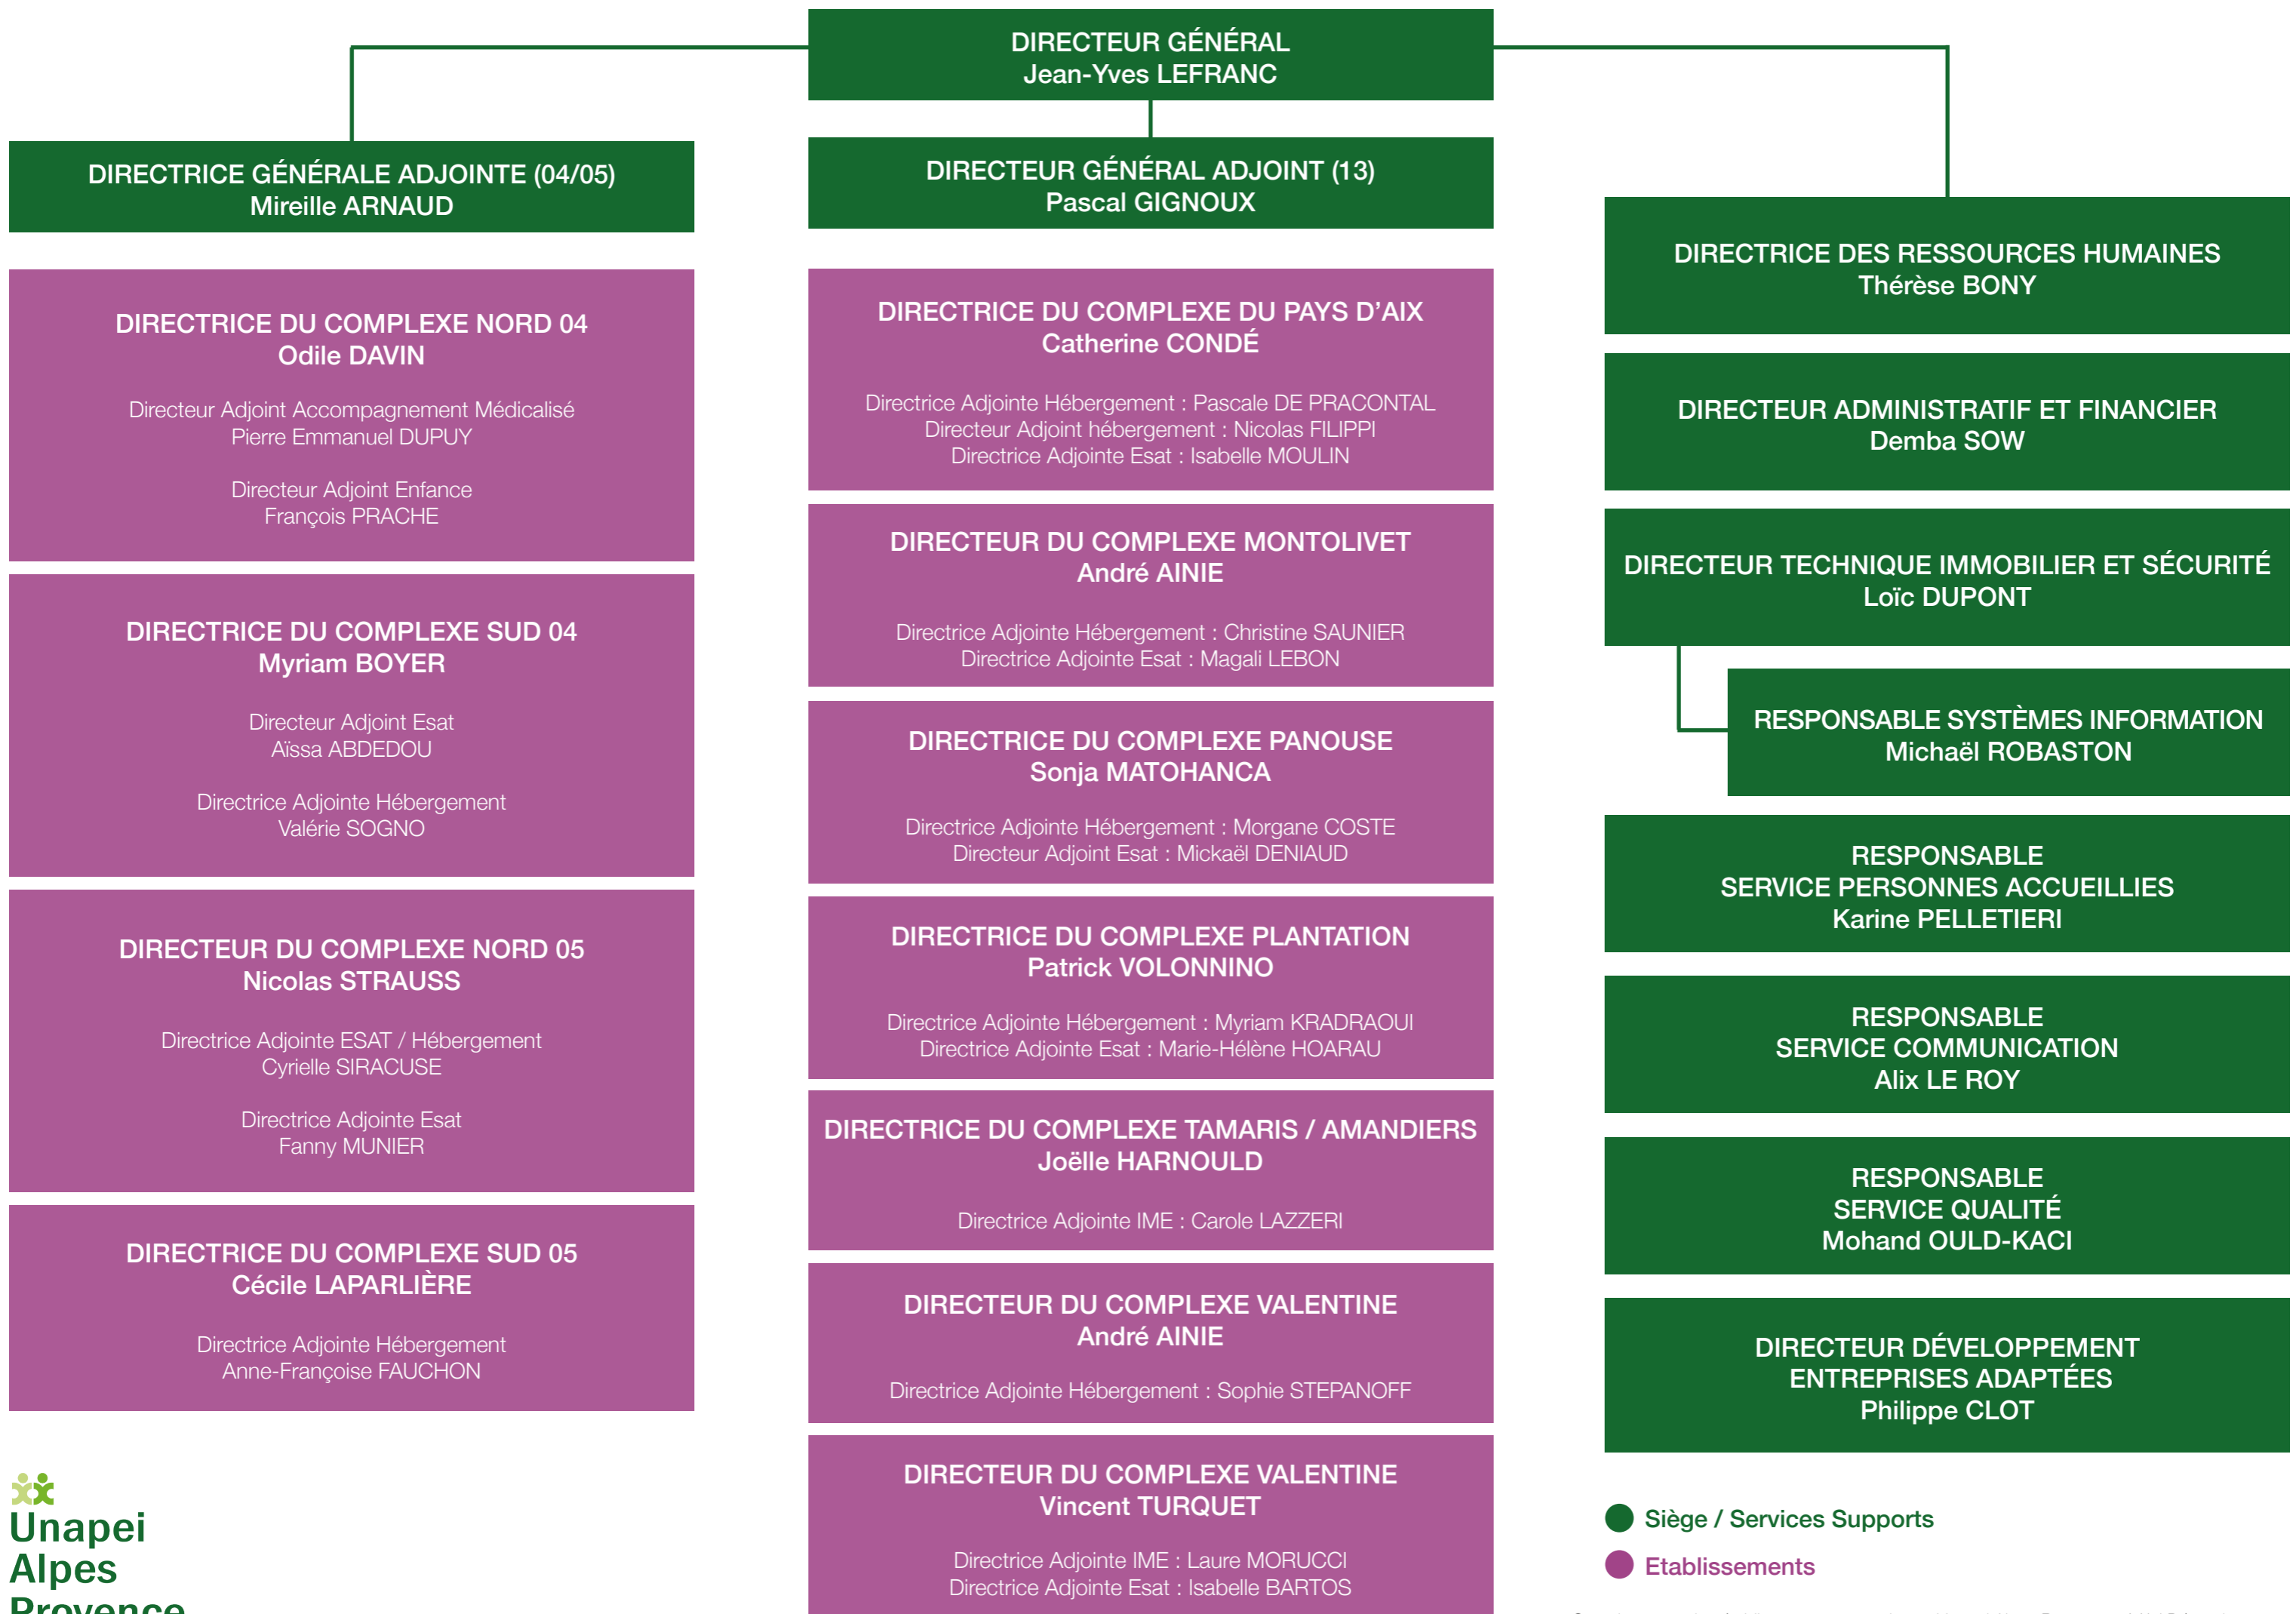 DIRECTEUR GÉNÉRAL
Jean-Yves LEFRANC
DIRECTRICE GÉNÉRALE ADJOINTE (04/05)
Mireille ARNAUD
DIRECTRICE DU COMPLEXE NORD 04
Odile DAVIN
Directeur Adjoint Accompagnement Médicalisé
Pierre Emmanuel DUPUY
Directeur Adjoint Enfance
François PRACHE
DIRECTRICE DU COMPLEXE SUD 04
Myriam BOYER
Directeur Adjoint Esat
Aïssa ABDEDOU
Directrice Adjointe Hébergement
Valérie SOGNO
DIRECTEUR DU COMPLEXE NORD 05
Nicolas STRAUSS
Directrice Adjointe ESAT / Hébergement
Cyrielle SIRACUSE
Directrice Adjointe Esat
Fanny MUNIER
DIRECTRICE DU COMPLEXE SUD 05
Cécile LAPARLIÈRE
Directrice Adjointe Hébergement
Anne-Françoise FAUCHON
DIRECTEUR GÉNÉRAL ADJOINT (13)
Pascal GIGNOUX
DIRECTRICE DU COMPLEXE DU PAYS D'AIX
Catherine CONDÉ
Directrice Adjointe Hébergement : Pascale DE PRACONTAL
Directeur Adjoint hébergement : Nicolas FILIPPI
Directrice Adjointe Esat : Isabelle MOULIN
DIRECTEUR DU COMPLEXE MONTOLIVET
André AINIE
Directrice Adjointe Hébergement : Christine SAUNIER
Directrice Adjointe Esat : Magali LEBON
DIRECTRICE DU COMPLEXE PANOUSE
Sonja MATOHANCA
Directrice Adjointe Hébergement : Morgane COSTE
Directeur Adjoint Esat : Mickaël DENIAUD
DIRECTRICE DU COMPLEXE PLANTATION
Patrick VOLONNINO
Directrice Adjointe Hébergement : Myriam KRADRAOUI
Directrice Adjointe Esat : Marie-Hélène HOARAU
DIRECTRICE DU COMPLEXE TAMARIS / AMANDIERS
Joëlle HARNOULD
Directrice Adjointe IME : Carole LAZZERI
DIRECTEUR DU COMPLEXE VALENTINE
André AINIE
Directrice Adjointe Hébergement : Sophie STEPANOFF
DIRECTEUR DU COMPLEXE VALENTINE
Vincent TURQUET
Directrice Adjointe IME : Laure MORUCCI
Directrice Adjointe Esat : Isabelle BARTOS
DIRECTRICE DES RESSOURCES HUMAINES
Thérèse BONY
DIRECTEUR ADMINISTRATIF ET FINANCIER
Demba SOW
DIRECTEUR TECHNIQUE IMMOBILIER ET SÉCURITÉ
Loïc DUPONT
RESPONSABLE SYSTÈMES INFORMATION
Michaël ROBASTON
RESPONSABLE
SERVICE PERSONNES ACCUEILLIES
Karine PELLETIERI
RESPONSABLE
SERVICE COMMUNICATION
Alix LE ROY
RESPONSABLE
SERVICE QUALITÉ
Mohand OULD-KACI
DIRECTEUR DÉVELOPPEMENT
ENTREPRISES ADAPTÉES
Philippe CLOT
Siège / Services Supports
Etablissements
Unapei
Alpes
Provence